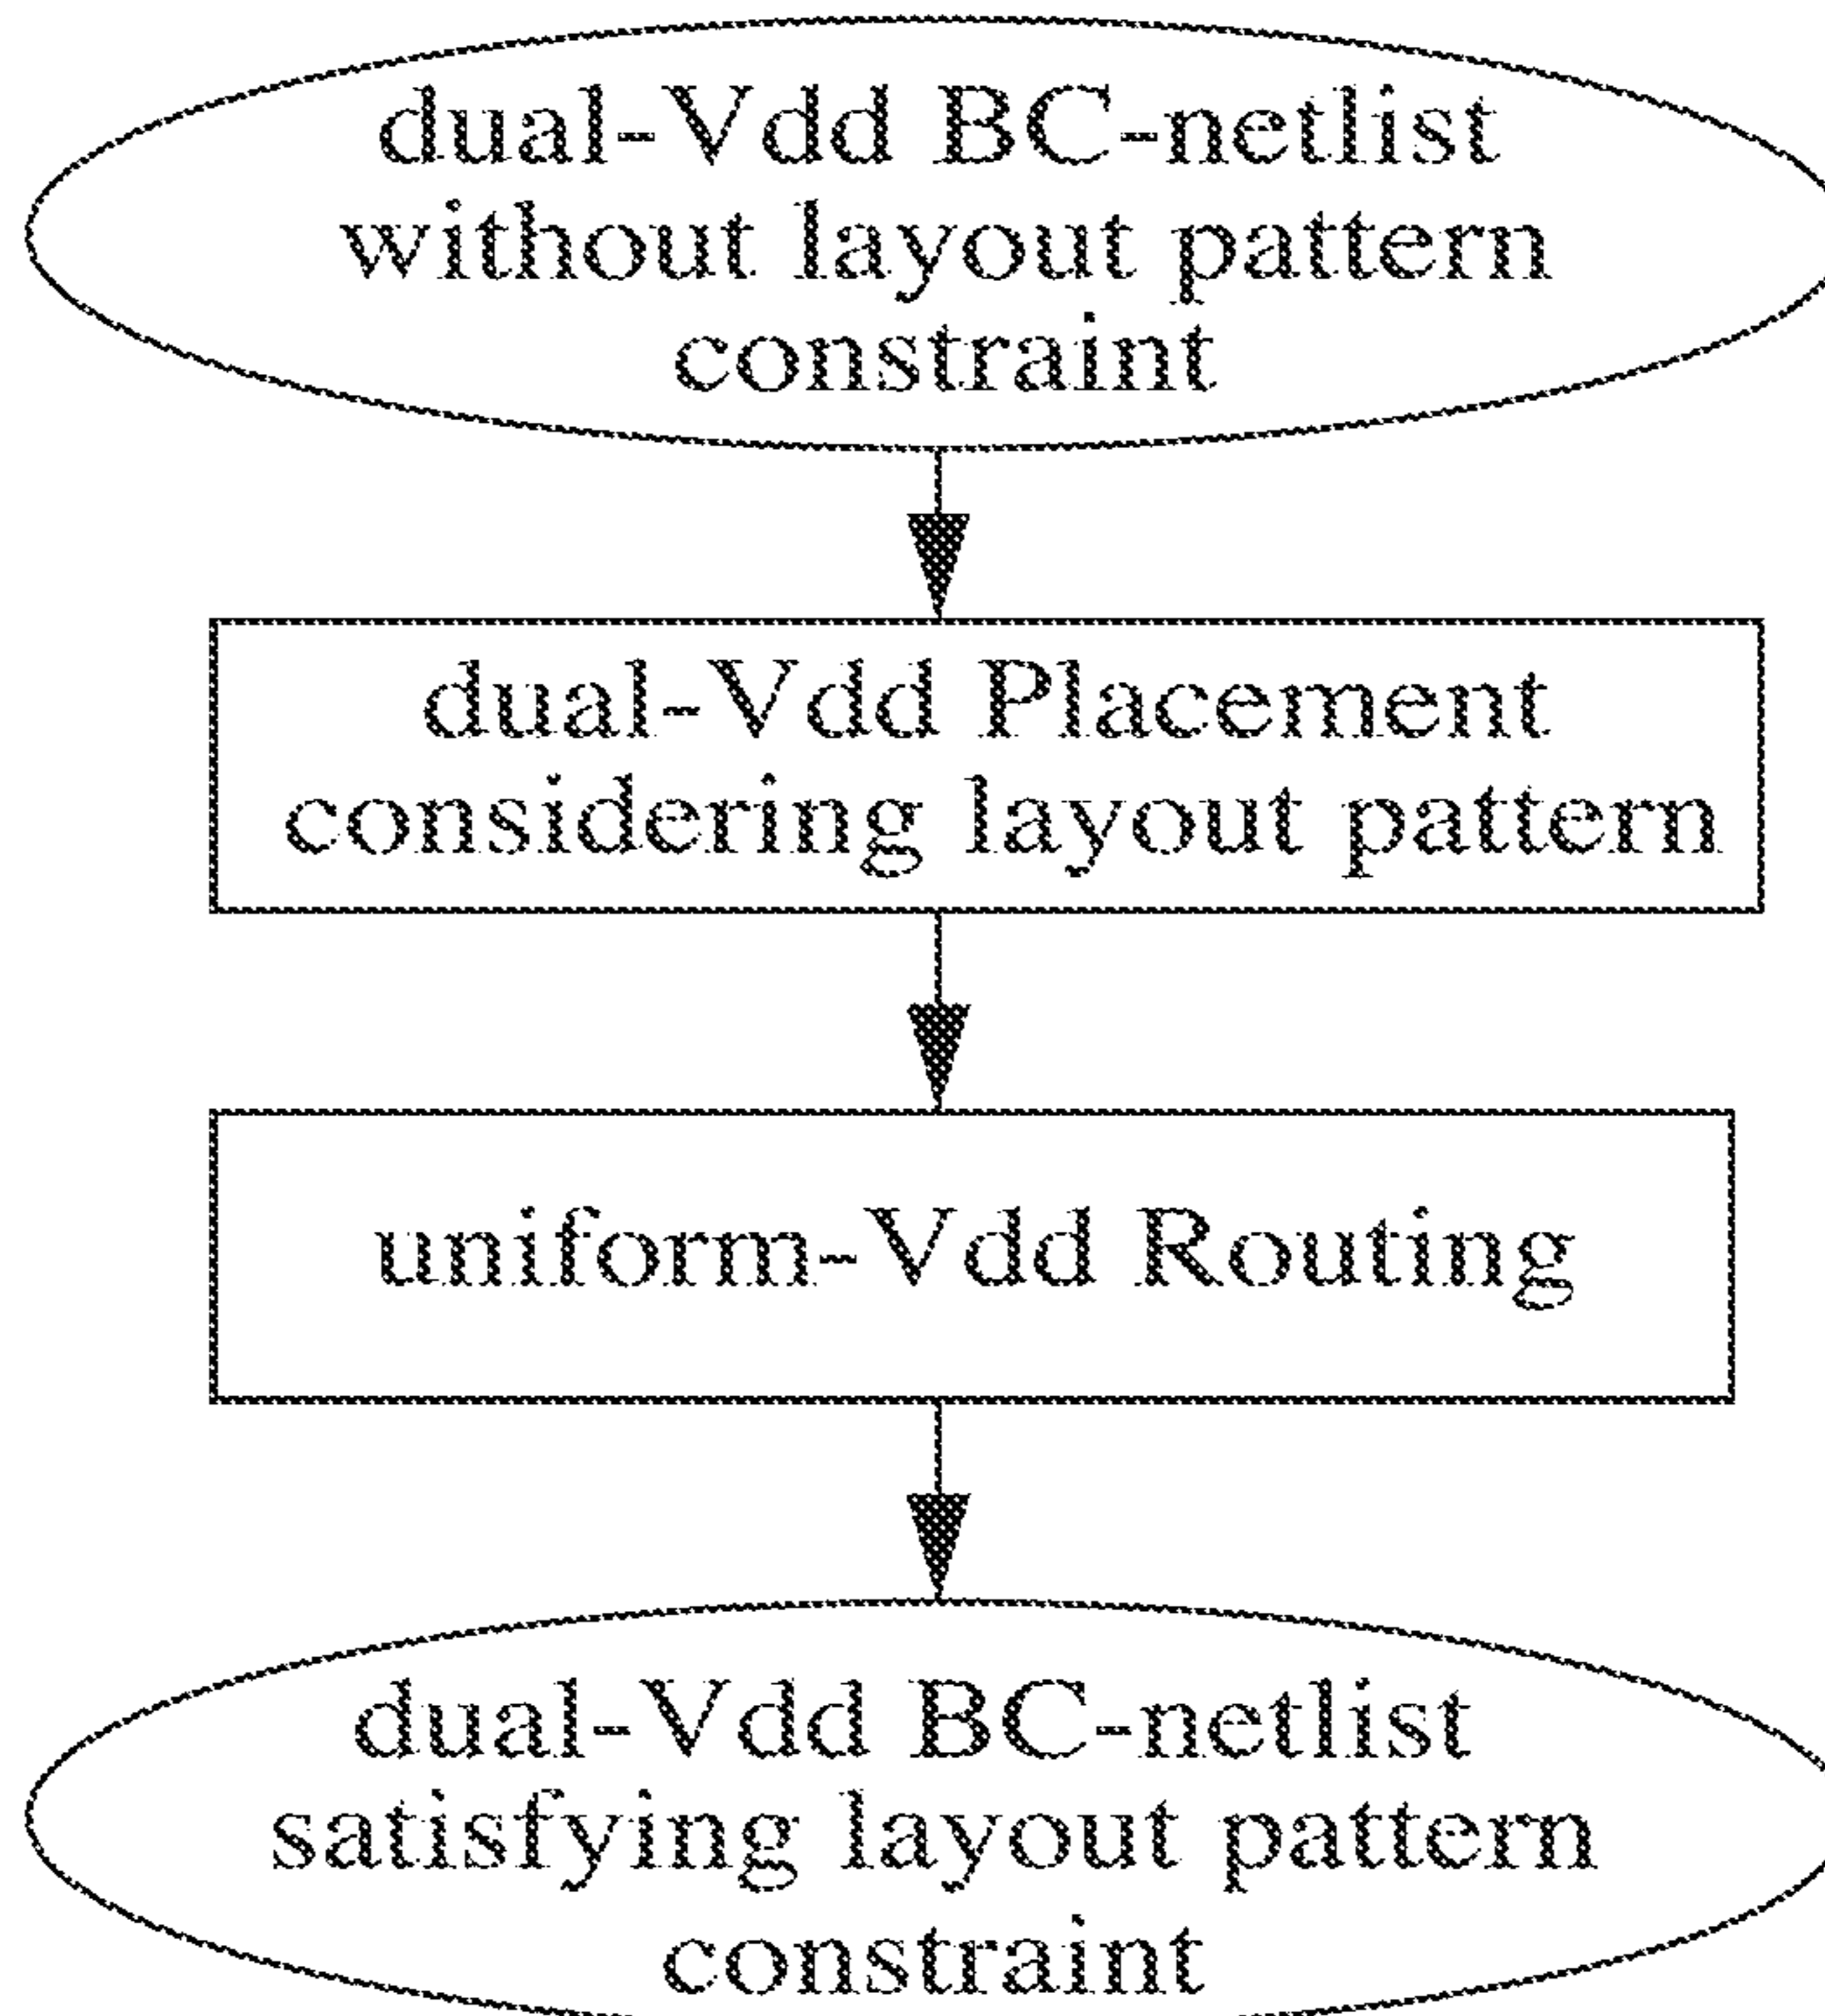 dual-Vdd BC-netlist
without layout pattern
constraint
dual-Vdd Placement
considering layout pattern
uniform-Vdd Routing
dual-Vdd BC-netlist
satisfying layout pattern
constraint